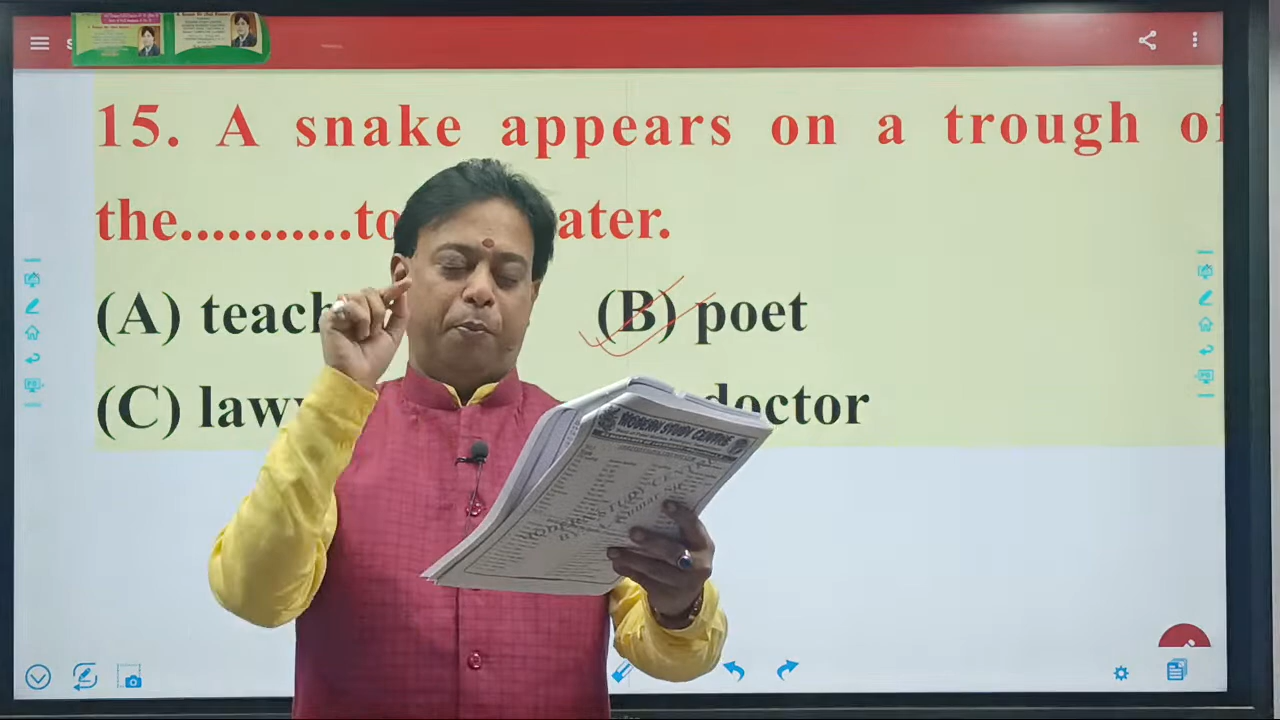 15. A snake appears on a trough of
the...........to ater.
(A) teach (B) poet
(C) law doctor
MODERN STUDY CENTRE